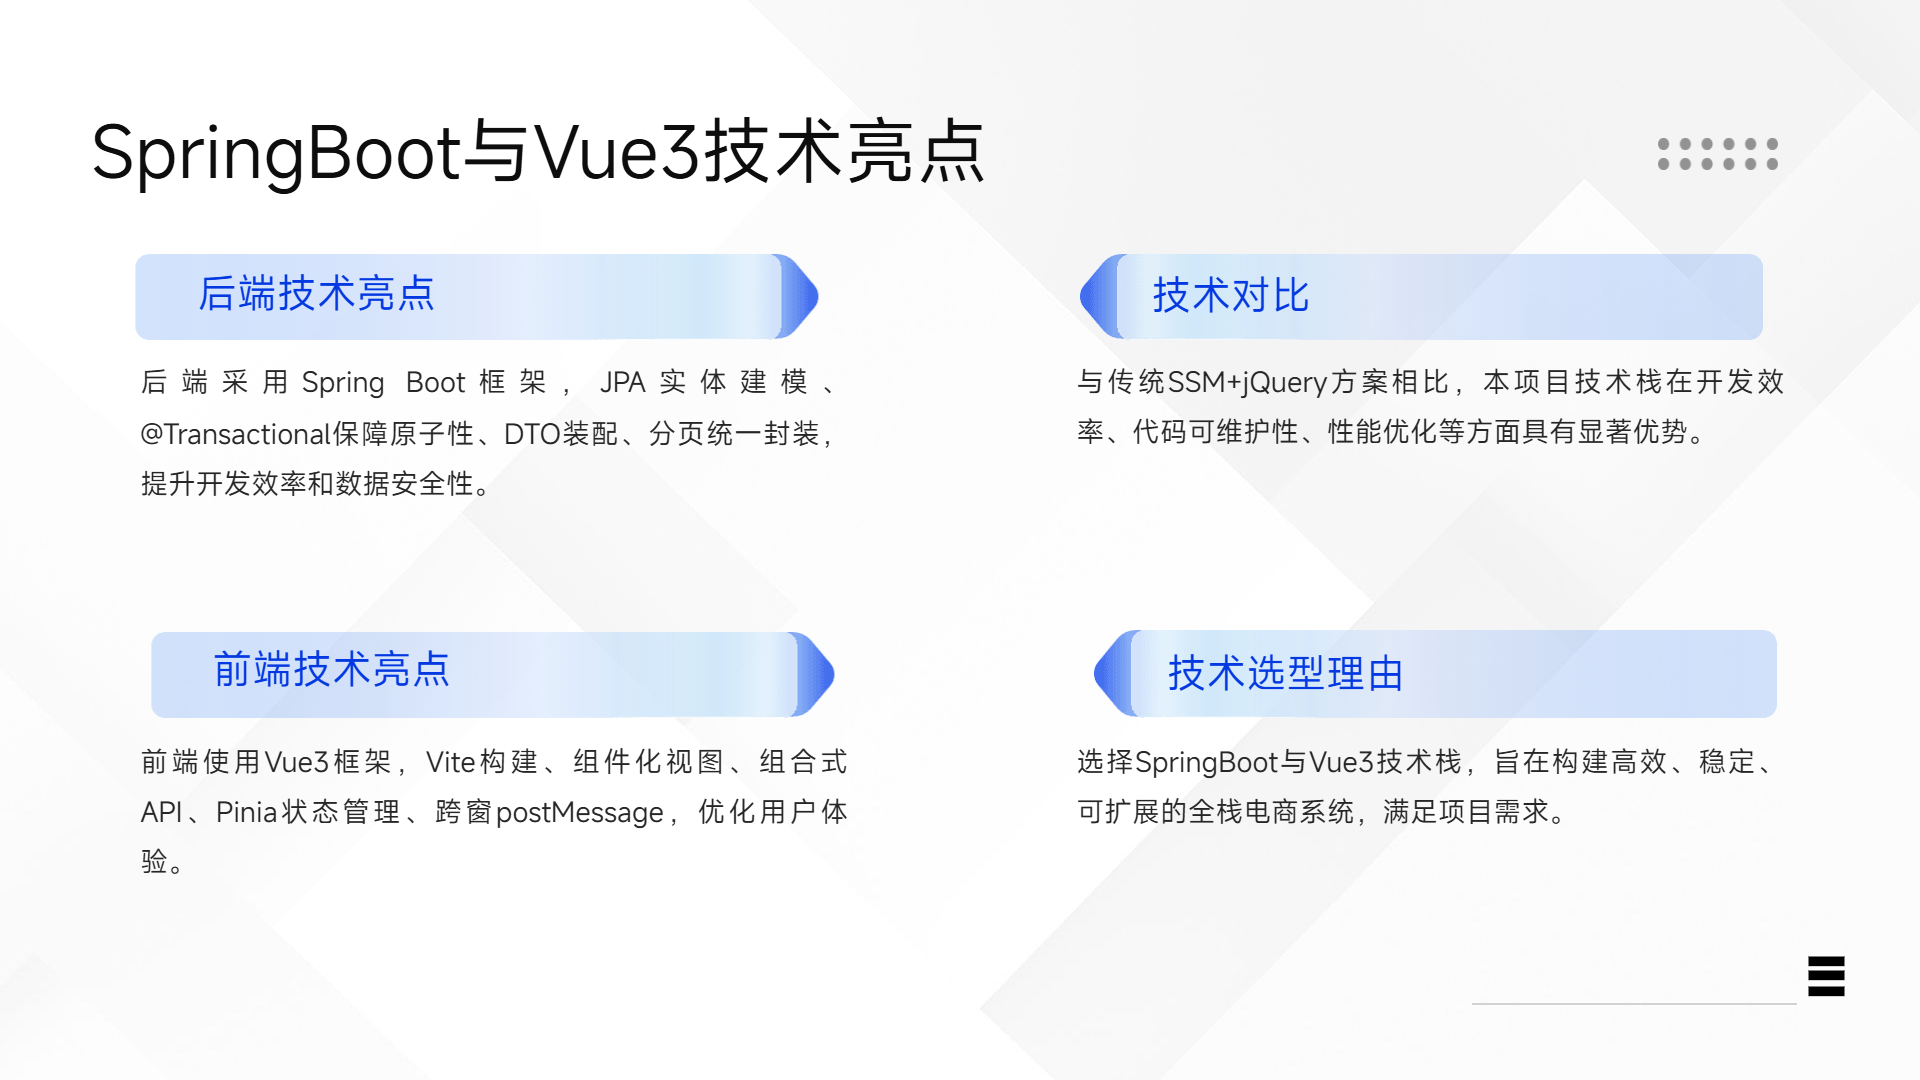 SpringBoot与Vue3技术亮点
后端技术亮点
后端采用Spring Boot框架，JPA实体建模、
@Transactional保障原子性、DTO装配、分页统一封装，
提升开发效率和数据安全性。
技术对比
与传统SSM+jQuery方案相比，本项目技术栈在开发效
率、代码可维护性、性能优化等方面具有显著优势。
前端技术亮点
前端使用Vue3框架，Vite构建、组件化视图、组合式
API、Pinia状态管理、跨窗postMessage，优化用户体
验。
技术选型理由
选择SpringBoot与Vue3技术栈，旨在构建高效、稳定、
可扩展的全栈电商系统，满足项目需求。